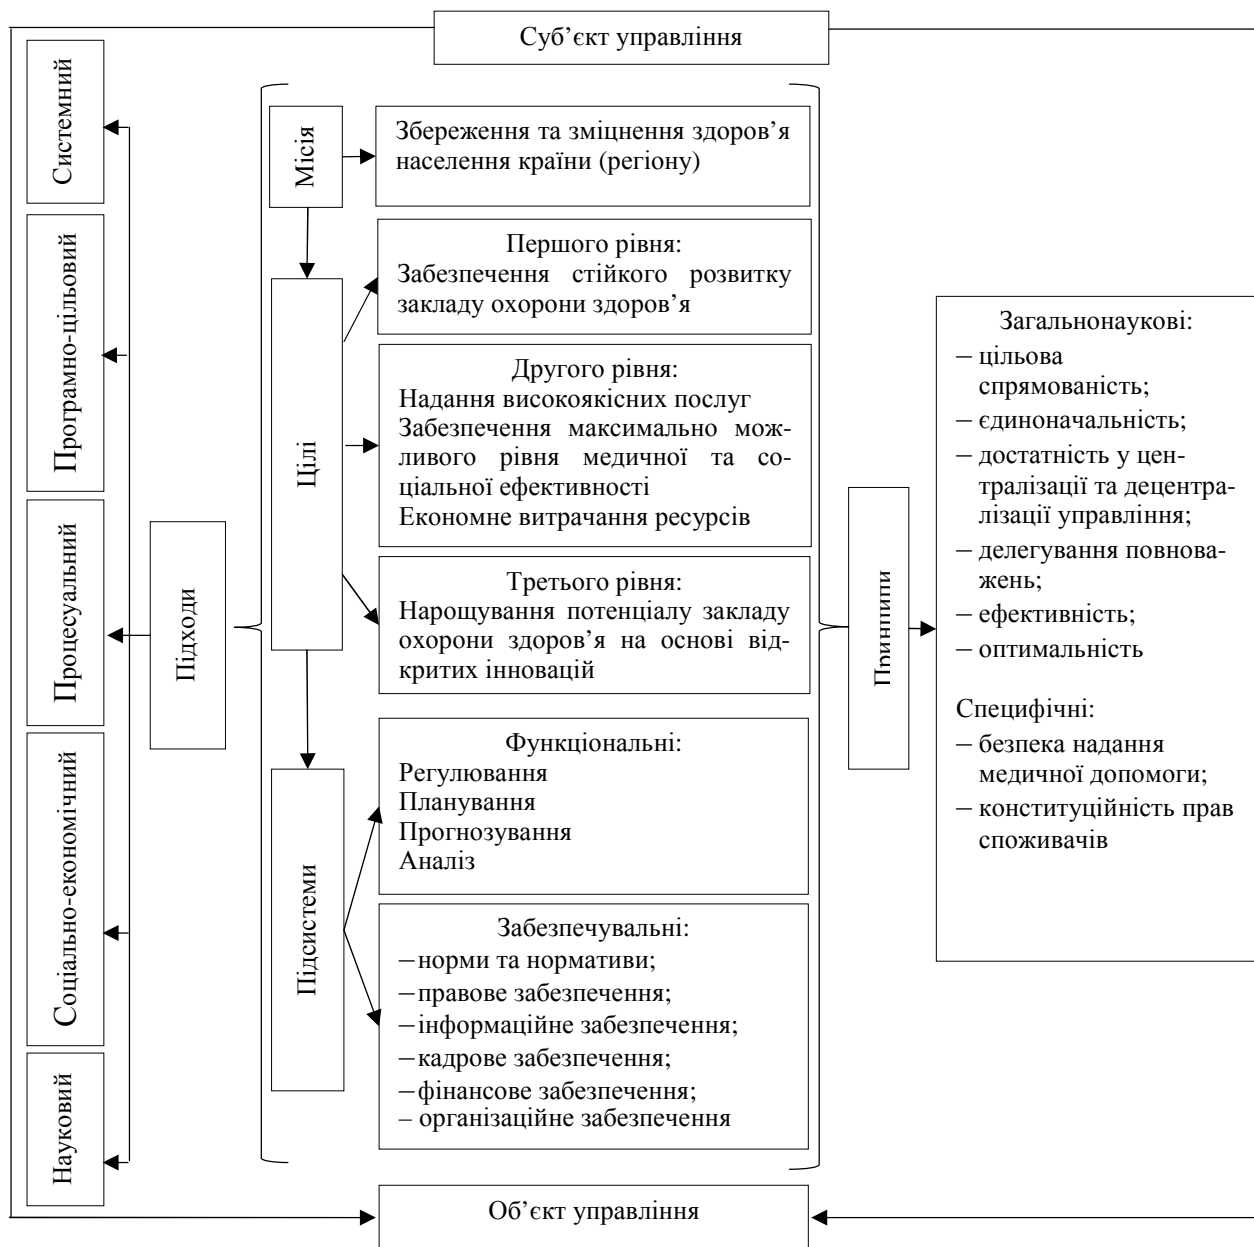 Суб’єкт управління
Системний
Програмно-цільовий
Процесуальний
Соціально-економічний
Науковий
Підходи
Місія
Збереження та зміцнення здоров’я
населення країни (регіону)
Цілі
Першого рівня:
Забезпечення стійкого розвитку
закладу охорони здоров’я
Другого рівня:
Надання високоякісних послуг
Забезпечення максимально мож-
ливого рівня медичної та со-
ціальної ефективності
Економне витрачання ресурсів
Третього рівня:
Нарощування потенціалу закладу
охорони здоров’я на основі від-
критих інновацій
Підсистеми
Функціональні:
Регулювання
Планування
Прогнозування
Аналіз
Забезпечувальні:
– норми та нормативи;
– правове забезпечення;
– інформаційне забезпечення;
– кадрове забезпечення;
– фінансове забезпечення;
– організаційне забезпечення
Принципи
Загальнонаукові:
– цільова
спрямованість;
– єдиноначальність;
– достатність у цен-
тралізації та децентра-
лізації управління;
– делегування повнова-
жень;
– ефективність;
– оптимальність
Специфічні:
– безпека надання
медичної допомоги;
– конституційність прав
споживачів
Об’єкт управління